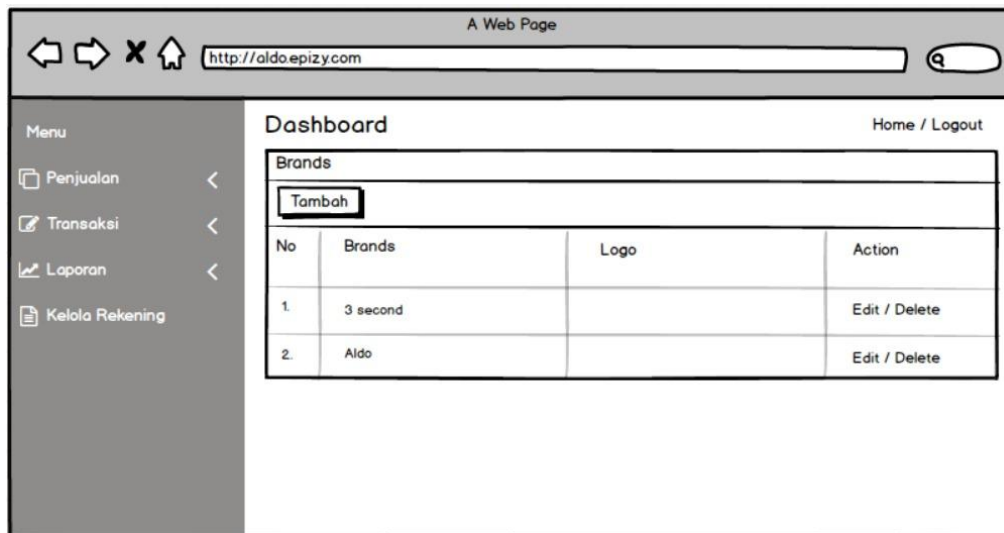 A Web Page
http://aldo.epizy.com
Menu
Penjualan
Transaksi
Laporan
Kelola Rekening
Dashboard
Home / Logout
Brands
Tambah
No Brands Logo Action
1. 3 second Edit / Delete
2. Aldo Edit / Delete